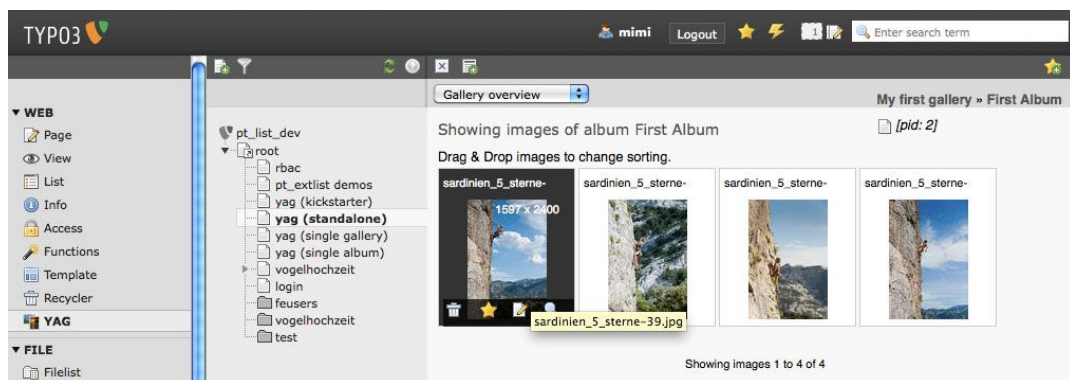 TYPO3
mimi
Logout
1
Enter search term
Gallery overview
My first gallery » First Album
[pid: 2]
WEB
Page
View
List
Info
Access
Functions
Template
Recycler
YAG
FILE
Filelist
pt_list_dev
root
rbac
pt_extlist demos
yag (kickstarter)
yag (standalone)
yag (single gallery)
yag (single album)
vogelhochzeit
login
feusers
vogelhochzeit
test
Showing images of album First Album
Drag & Drop images to change sorting.
sardinien_5_sterne-
1597 x 2400
sardinien_5_sterne-39.jpg
sardinien_5_sterne-
sardinien_5_sterne-
sardinien_5_sterne-
Showing images 1 to 4 of 4